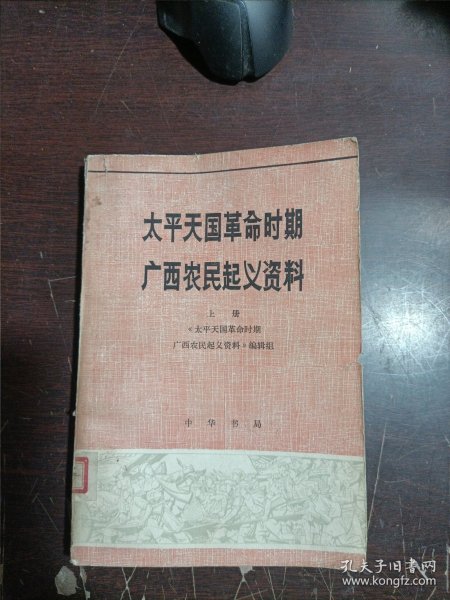 太平天国革命时期
广西农民起义资料
上册
《太平天国革命时期
广西农民起义资料》编辑组
中华书局
孔夫子旧书网
www.kongfz.com